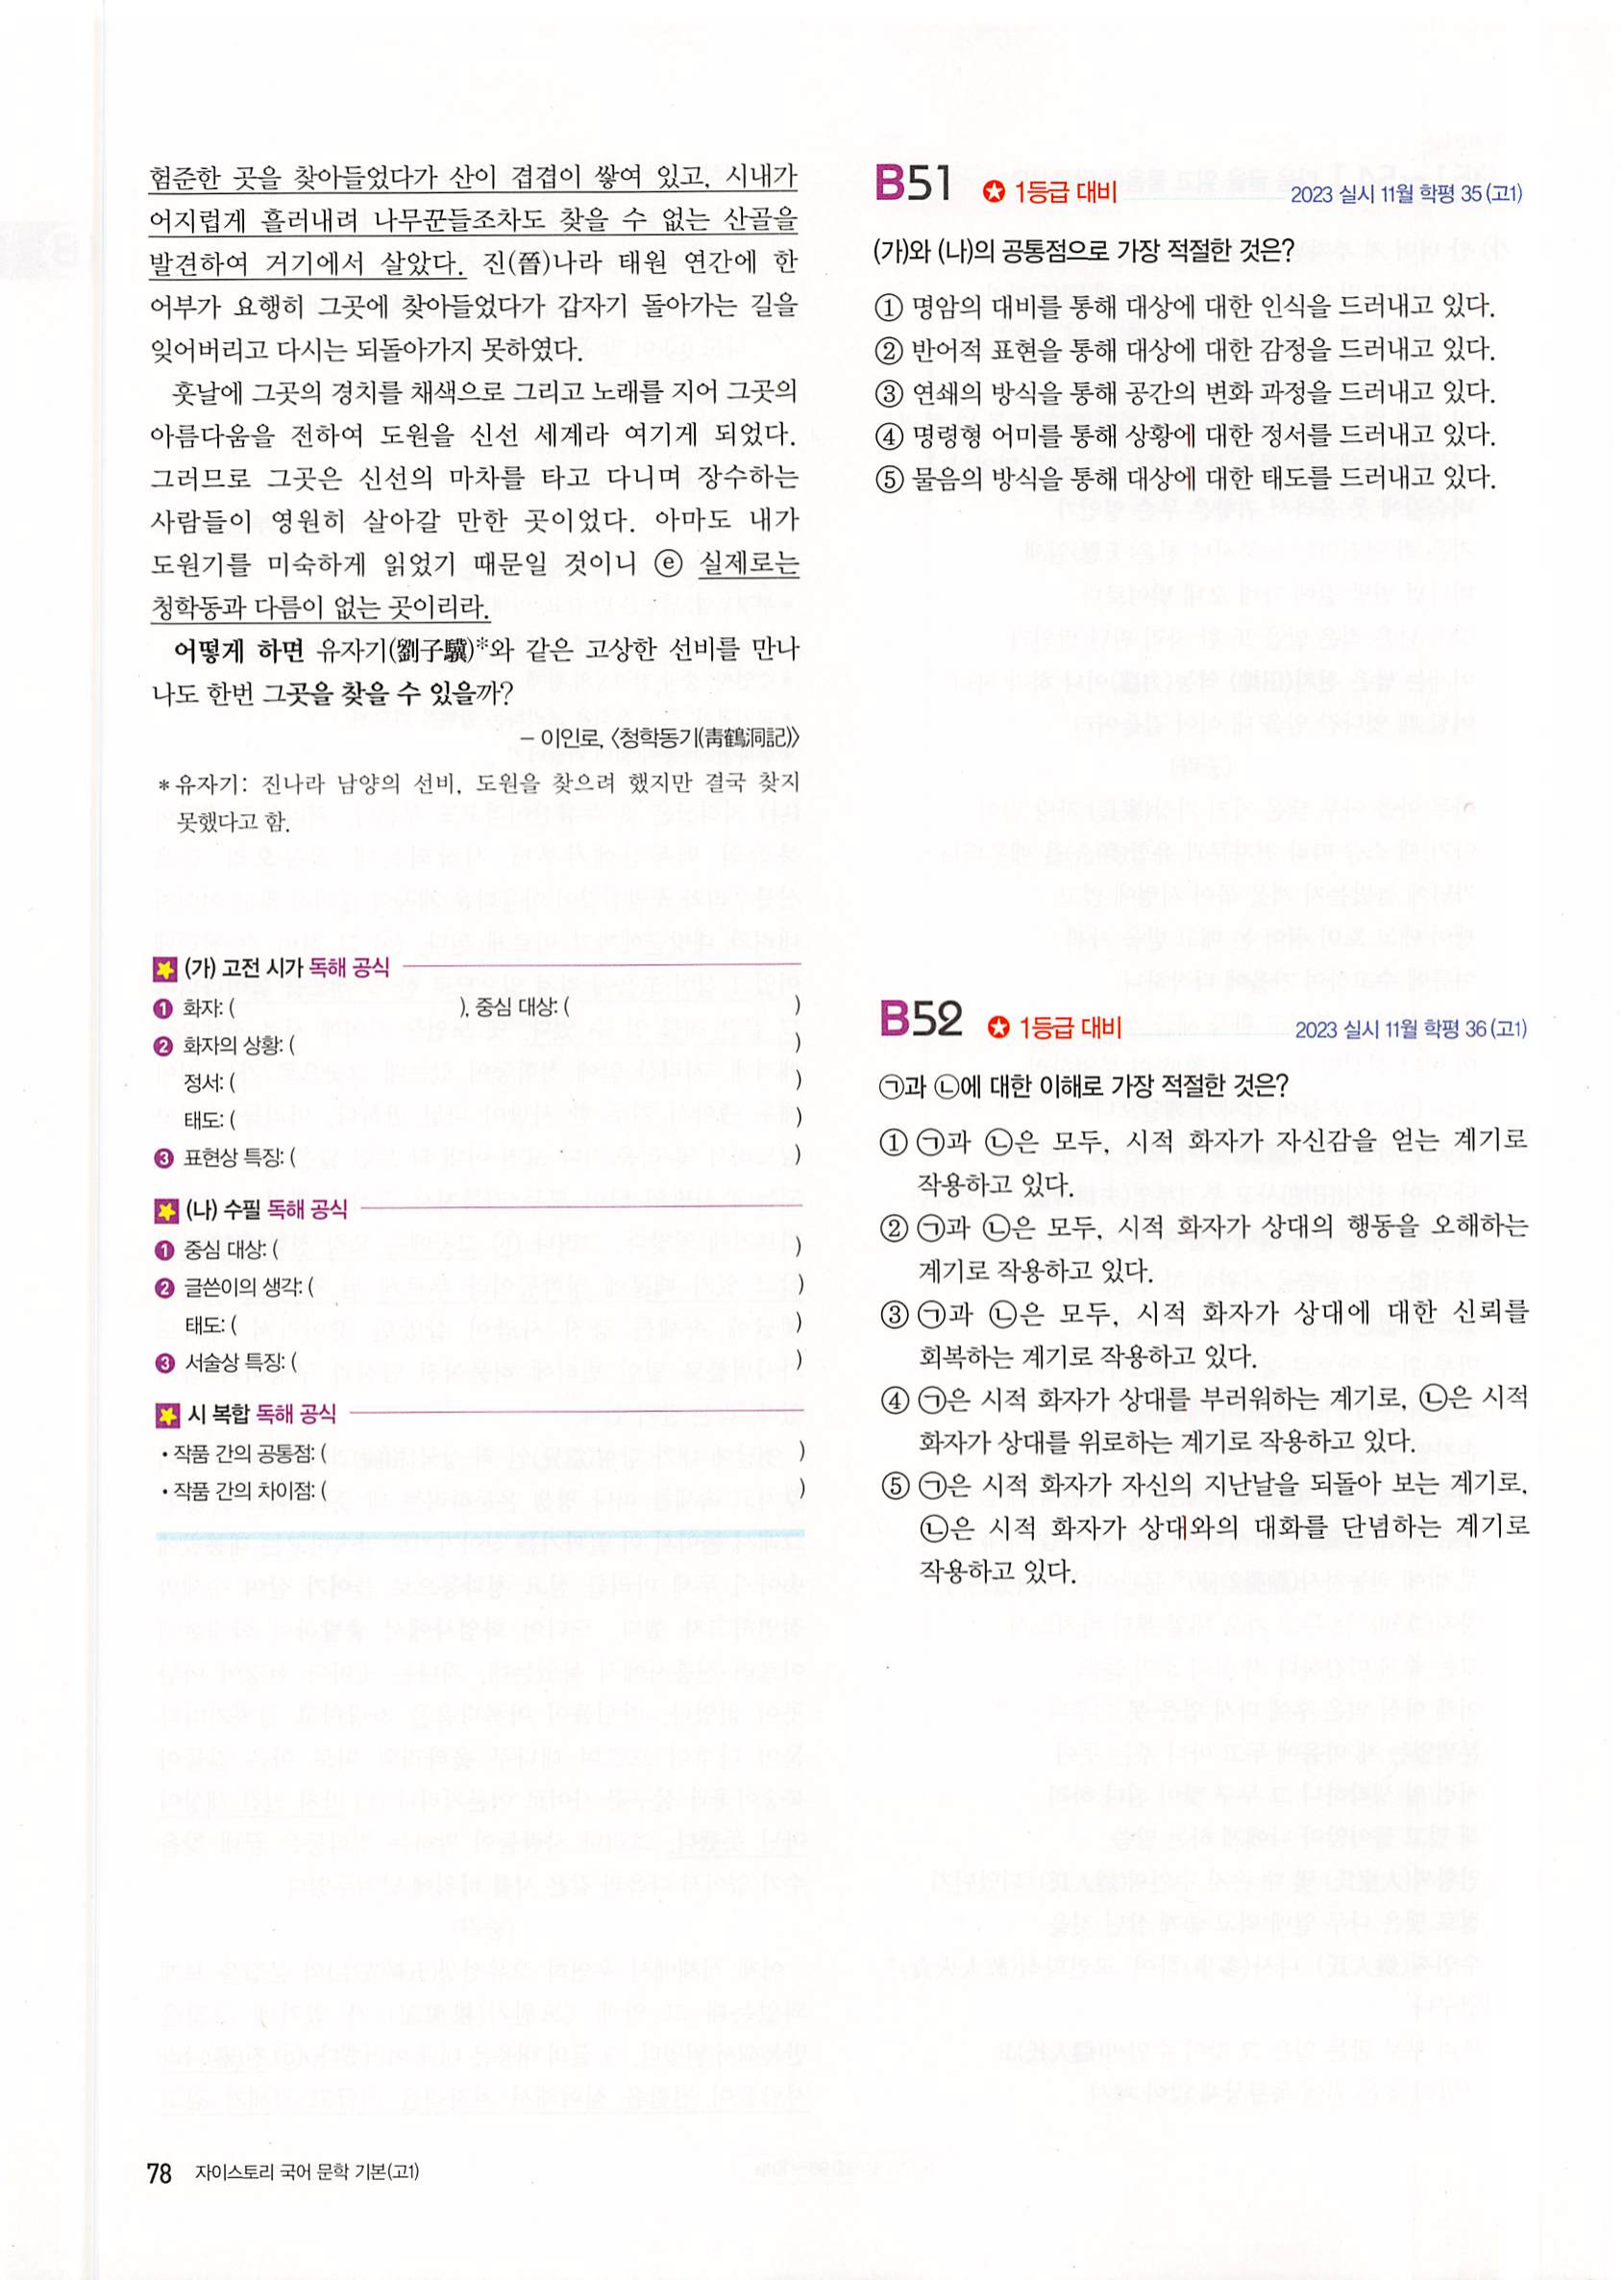 험준한 곳을 찾아들었다가 산이 겹겹이 쌓여 있고, 시내가
어지럽게 흘러내려 나무꾼들조차도 찾을 수 없는 산골을
발견하여 거기에서 살았다. 진(晉)나라 태원 연간에 한
어부가 요행히 그곳에 찾아들었다가 갑자기 돌아가는 길을
잊어버리고 다시는 되돌아가지 못하였다.
훗날에 그곳의 경치를 채색으로 그리고 노래를 지어 그곳의
아름다움을 전하여 도원을 신선 세계라 여기게 되었다.
그러므로 그곳은 신선의 마차를 타고 다니며 장수하는
사람들이 영원히 살아갈 만한 곳이었다. 아마도 내가
도원기를 미숙하게 읽었기 때문일 것이니 ⓔ 실제로는
청학동과 다름이 없는 곳이리라.
어떻게 하면 유자기(劉子驥)*와 같은 고상한 선비를 만나
나도 한번 그곳을 찾을 수 있을까?
– 이인로, 〈청학동기(靑鶴洞記)〉
* 유자기: 진나라 남양의 선비, 도원을 찾으려 했지만 결국 찾지
못했다고 함.
(가) 고전 시가 독해 공식
❶ 화자: ( ), 중심 대상: ( )
❷ 화자의 상황: ( )
정서: ( )
태도: ( )
❸ 표현상 특징: ( )
(나) 수필 독해 공식
❶ 중심 대상: ( )
❷ 글쓴이의 생각: ( )
태도: ( )
❸ 서술상 특징: ( )
시 복합 독해 공식
• 작품 간의 공통점: ( )
• 작품 간의 차이점: ( )
B51 1등급 대비 2023 실시 11월 학평 35 (고1)
(가)와 (나)의 공통점으로 가장 적절한 것은?
① 명암의 대비를 통해 대상에 대한 인식을 드러내고 있다.
② 반어적 표현을 통해 대상에 대한 감정을 드러내고 있다.
③ 연쇄의 방식을 통해 공간의 변화 과정을 드러내고 있다.
④ 명령형 어미를 통해 상황에 대한 정서를 드러내고 있다.
⑤ 물음의 방식을 통해 대상에 대한 태도를 드러내고 있다.
B52 1등급 대비 2023 실시 11월 학평 36 (고1)
㉠과 ㉡에 대한 이해로 가장 적절한 것은?
① ㉠과 ㉡은 모두, 시적 화자가 자신감을 얻는 계기로
작용하고 있다.
② ㉠과 ㉡은 모두, 시적 화자가 상대의 행동을 오해하는
계기로 작용하고 있다.
③ ㉠과 ㉡은 모두, 시적 화자가 상대에 대한 신뢰를
회복하는 계기로 작용하고 있다.
④ ㉠은 시적 화자가 상대를 부러워하는 계기로, ㉡은 시적
화자가 상대를 위로하는 계기로 작용하고 있다.
⑤ ㉠은 시적 화자가 자신의 지난날을 되돌아 보는 계기로,
㉡은 시적 화자가 상대와의 대화를 단념하는 계기로
작용하고 있다.
78 자이스토리 국어 문학 기본(고1)